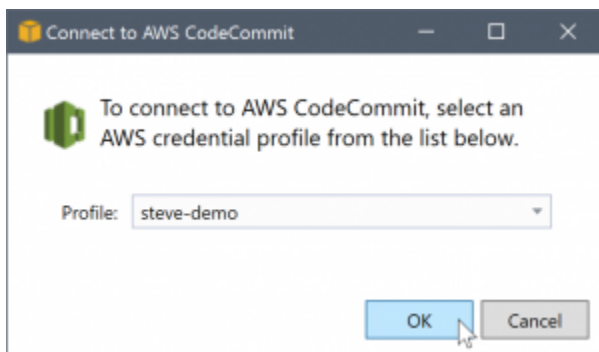 Connect to AWS CodeCommit
To connect to AWS CodeCommit, select an
AWS credential profile from the list below.
Profile: steve-demo
OK Cancel